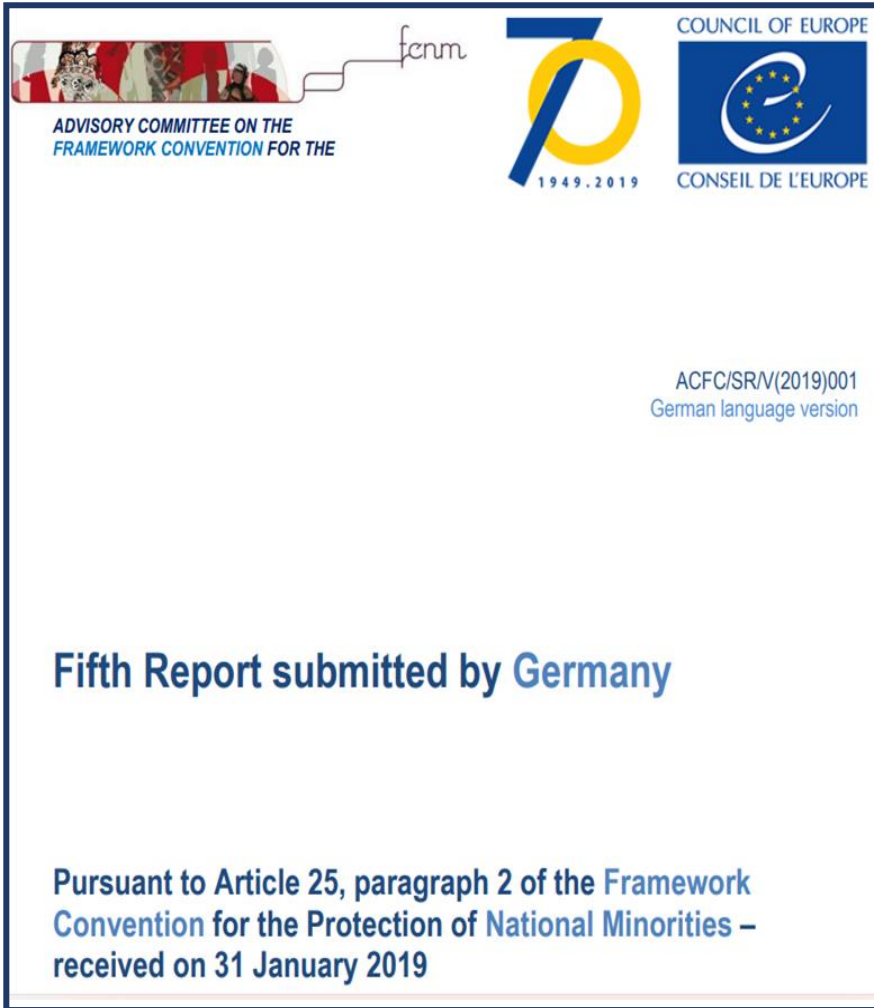 fcnm
ADVISORY COMMITTEE ON THE
FRAMEWORK CONVENTION FOR THE
70
1949.2019
COUNCIL OF EUROPE
CONSEIL DE L'EUROPE
ACFC/SR/V(2019)001
German language version
Fifth Report submitted by Germany
Pursuant to Article 25, paragraph 2 of the Framework
Convention for the Protection of National Minorities –
received on 31 January 2019